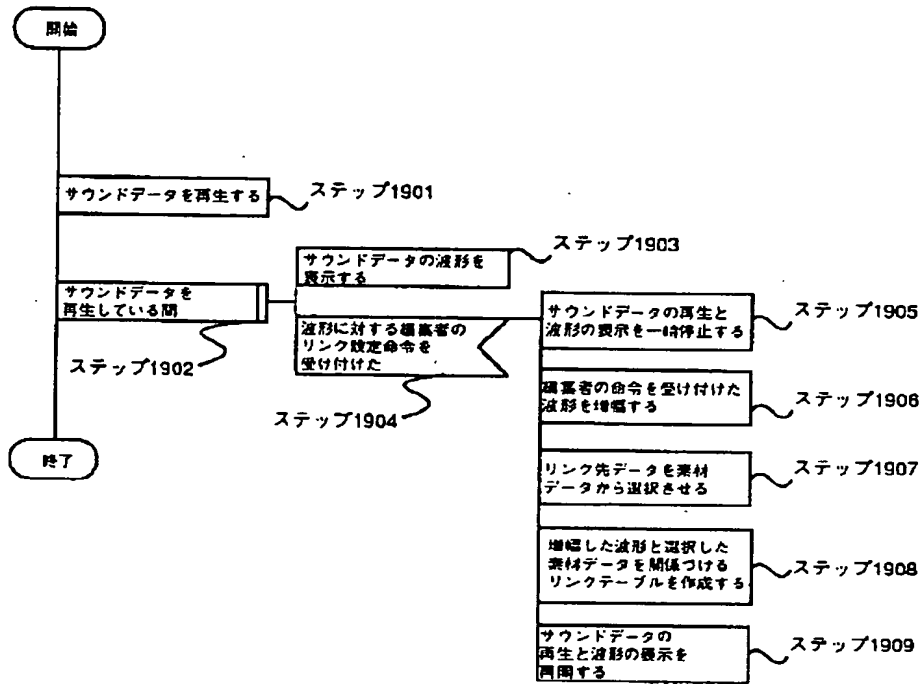 開始
サウンドデータを再生する
ステップ1901
サウンドデータを
再生している間
ステップ1902
サウンドデータの波形を
表示する
ステップ1903
波形に対する編集者の
リンク設定命令を
受け付けた
ステップ1904
サウンドデータの再生と
波形の表示を一時停止する
ステップ1905
編集者の命令を受け付けた
波形を増幅する
ステップ1906
リンク先データを素材
データから選択させる
ステップ1907
増幅した波形と選択した
素材データを関係づける
リンクテーブルを作成する
ステップ1908
サウンドデータの
再生と波形の表示を
再開する
ステップ1909
終了